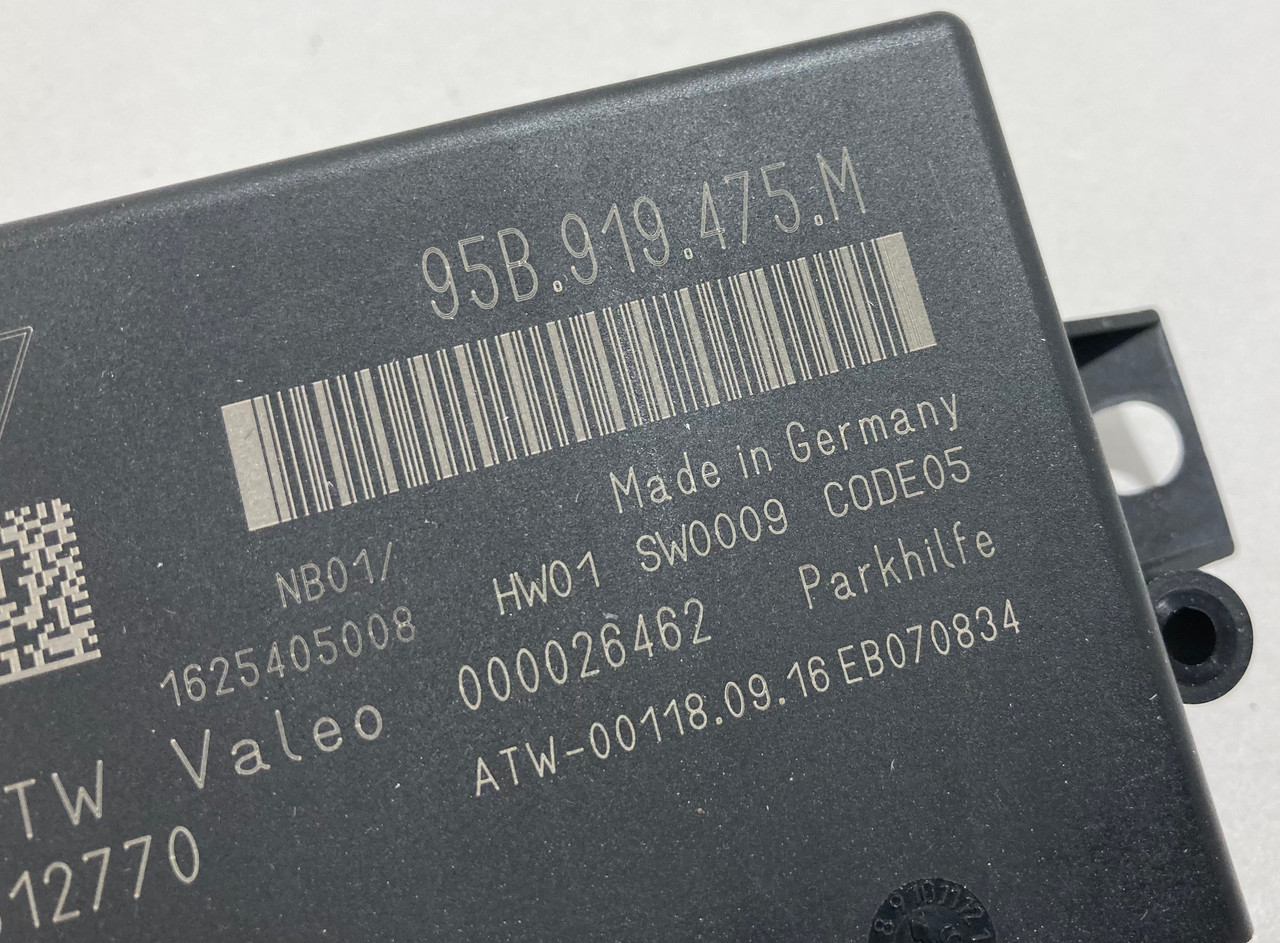 95B.919.475.M
Made in Germany
NB01/ HW01 SW0009 CODE05
1625405008 000026462 Parkhilfe
TW Valeo ATW-00118.09.16 EB070834
12770